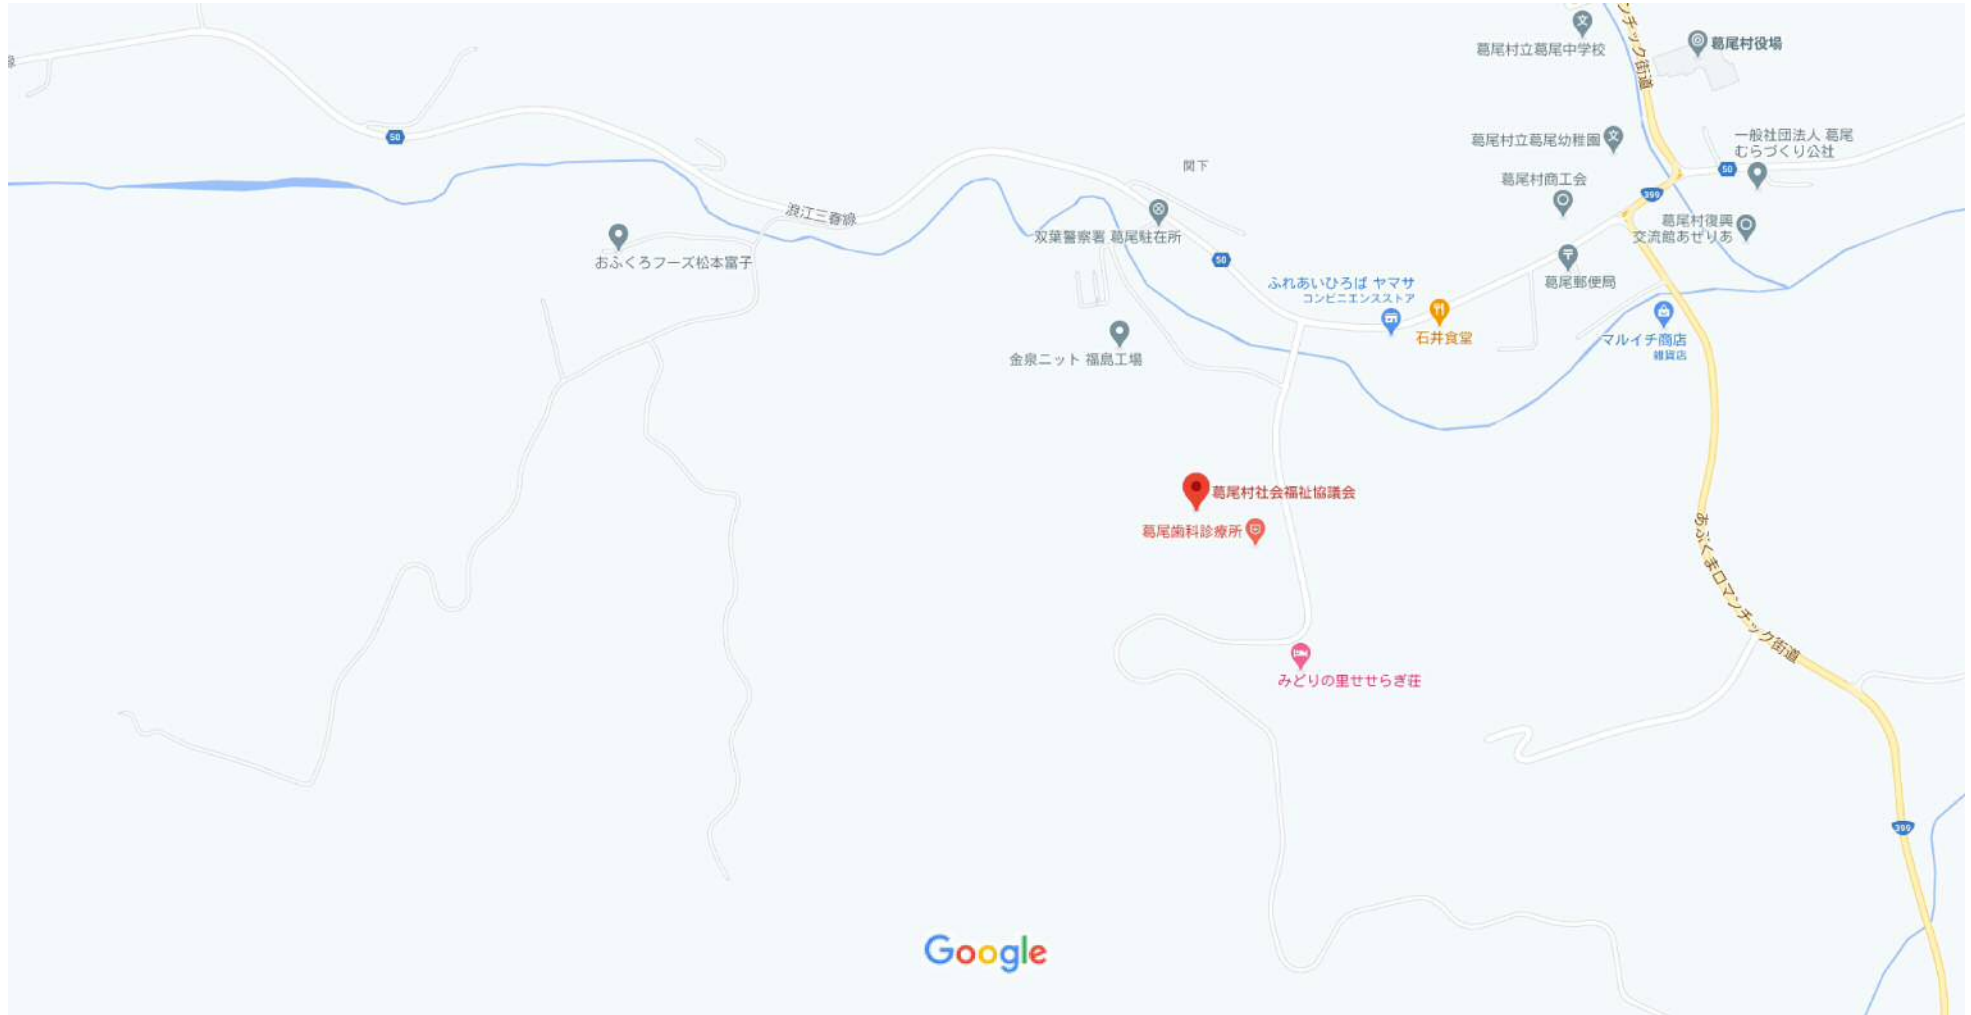 ンチック街道
葛尾村立葛尾中学校
葛尾村役場
線
50
葛尾村立葛尾幼稚園
一般社団法人 葛尾
むらづくり公社
関下
50
葛尾村商工会
399
浪江三春線
葛尾村復興
交流館あぜりあ
双葉警察署 葛尾駐在所
おふくろフーズ松本富子
50
葛尾郵便局
ふれあいひろば ヤマサ
コンビニエンスストア
石井食堂
マルイチ商店
雑貨店
金泉ニット 福島工場
葛尾村社会福祉協議会
葛尾歯科診療所
あぶくまロマンチック街道
みどりの里せせらぎ荘
399
Google